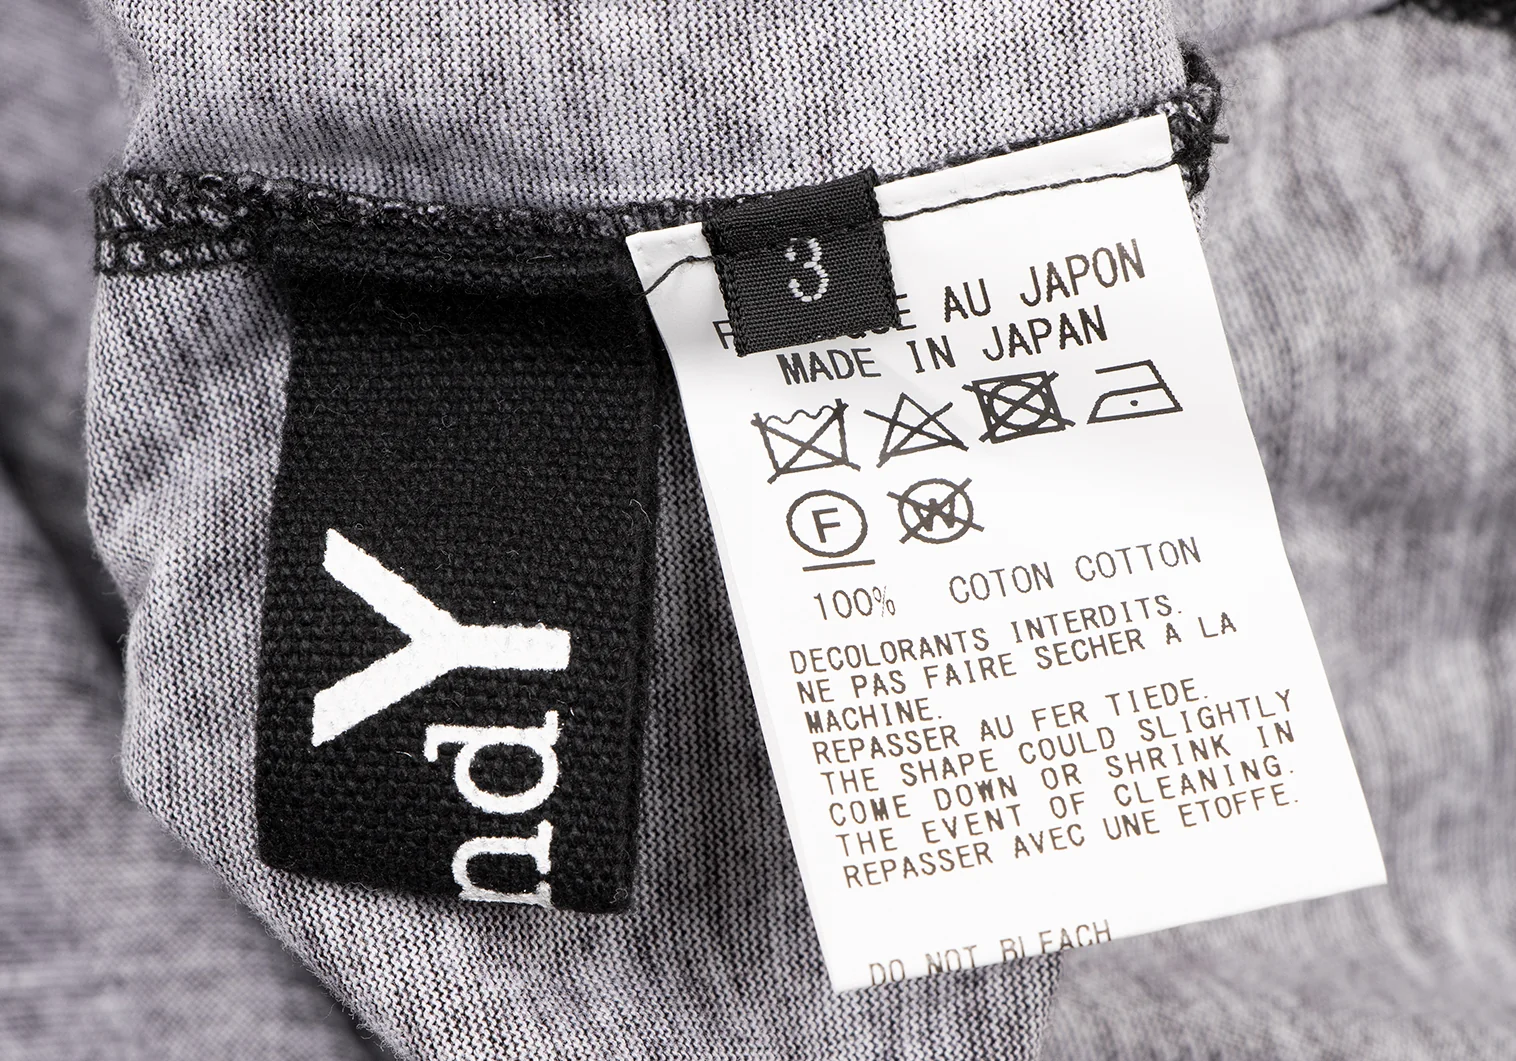 3
AU JAPON
MADE IN JAPAN
F
W
100% COTON COTTON
DECOLORANTS INTERDITS.
NE PAS FAIRE SECHER A LA
MACHINE.
REPASSER AU FER TIEDE.
THE SHAPE COULD SLIGHTLY
COME DOWN OR SHRINK IN
THE EVENT OF CLEANING.
REPASSER AVEC UNE ETOFFE.
DO NOT BLEACH
ndY